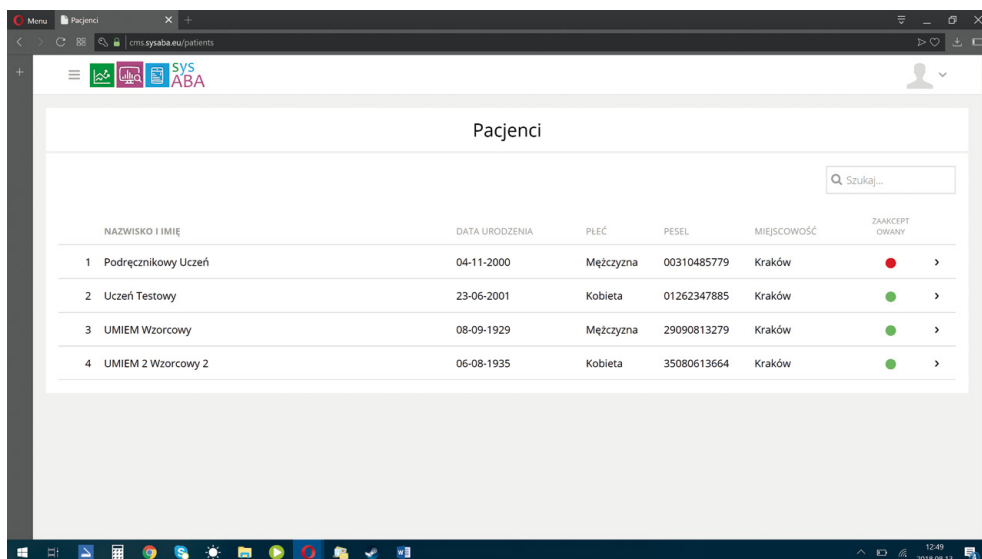 Menu Pacjenci
cms.sysaba.eu/patients
sys
ABA
Pacjenci
Szukaj...
NAZWISKO I IMIĘ DATA URODZENIA PŁEĆ PESEL MIEJSCOWOŚĆ ZAAKCEPT
OWANY
1 Podręcznikowy Uczeń 04-11-2000 Mężczyzna 00310485779 Kraków
2 Uczeń Testowy 23-06-2001 Kobieta 01262347885 Kraków
3 UMIEM Wzorcowy 08-09-1929 Mężczyzna 29090813279 Kraków
4 UMIEM 2 Wzorcowy 2 06-08-1935 Kobieta 35080613664 Kraków
12:49
2018-08-13